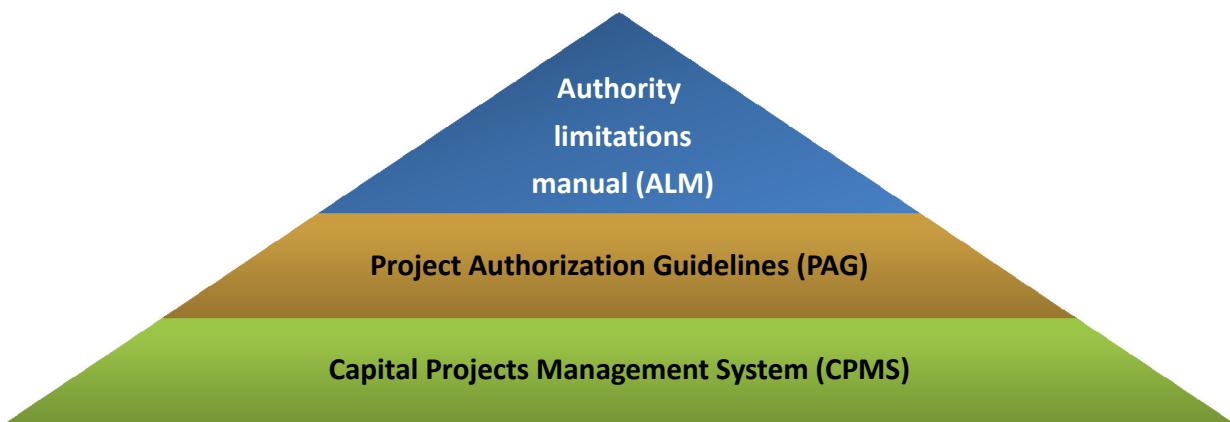 Authority
limitations
manual (ALM)
Project Authorization Guidelines (PAG)
Capital Projects Management System (CPMS)